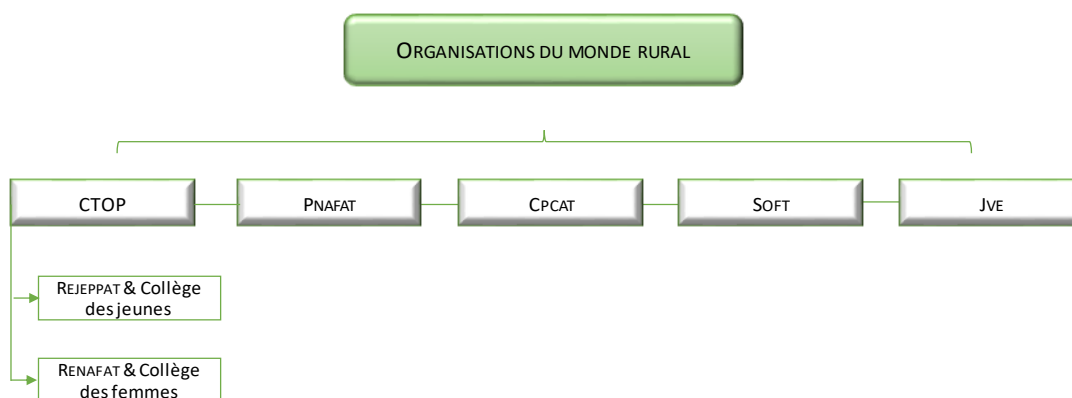 ORGANISATIONS DU MONDE RURAL
CTOP
PNAFAT
CPCAT
SOFT
JVE
REJEPPAT & Collège
des jeunes
RENAFAT & Collège
des femmes